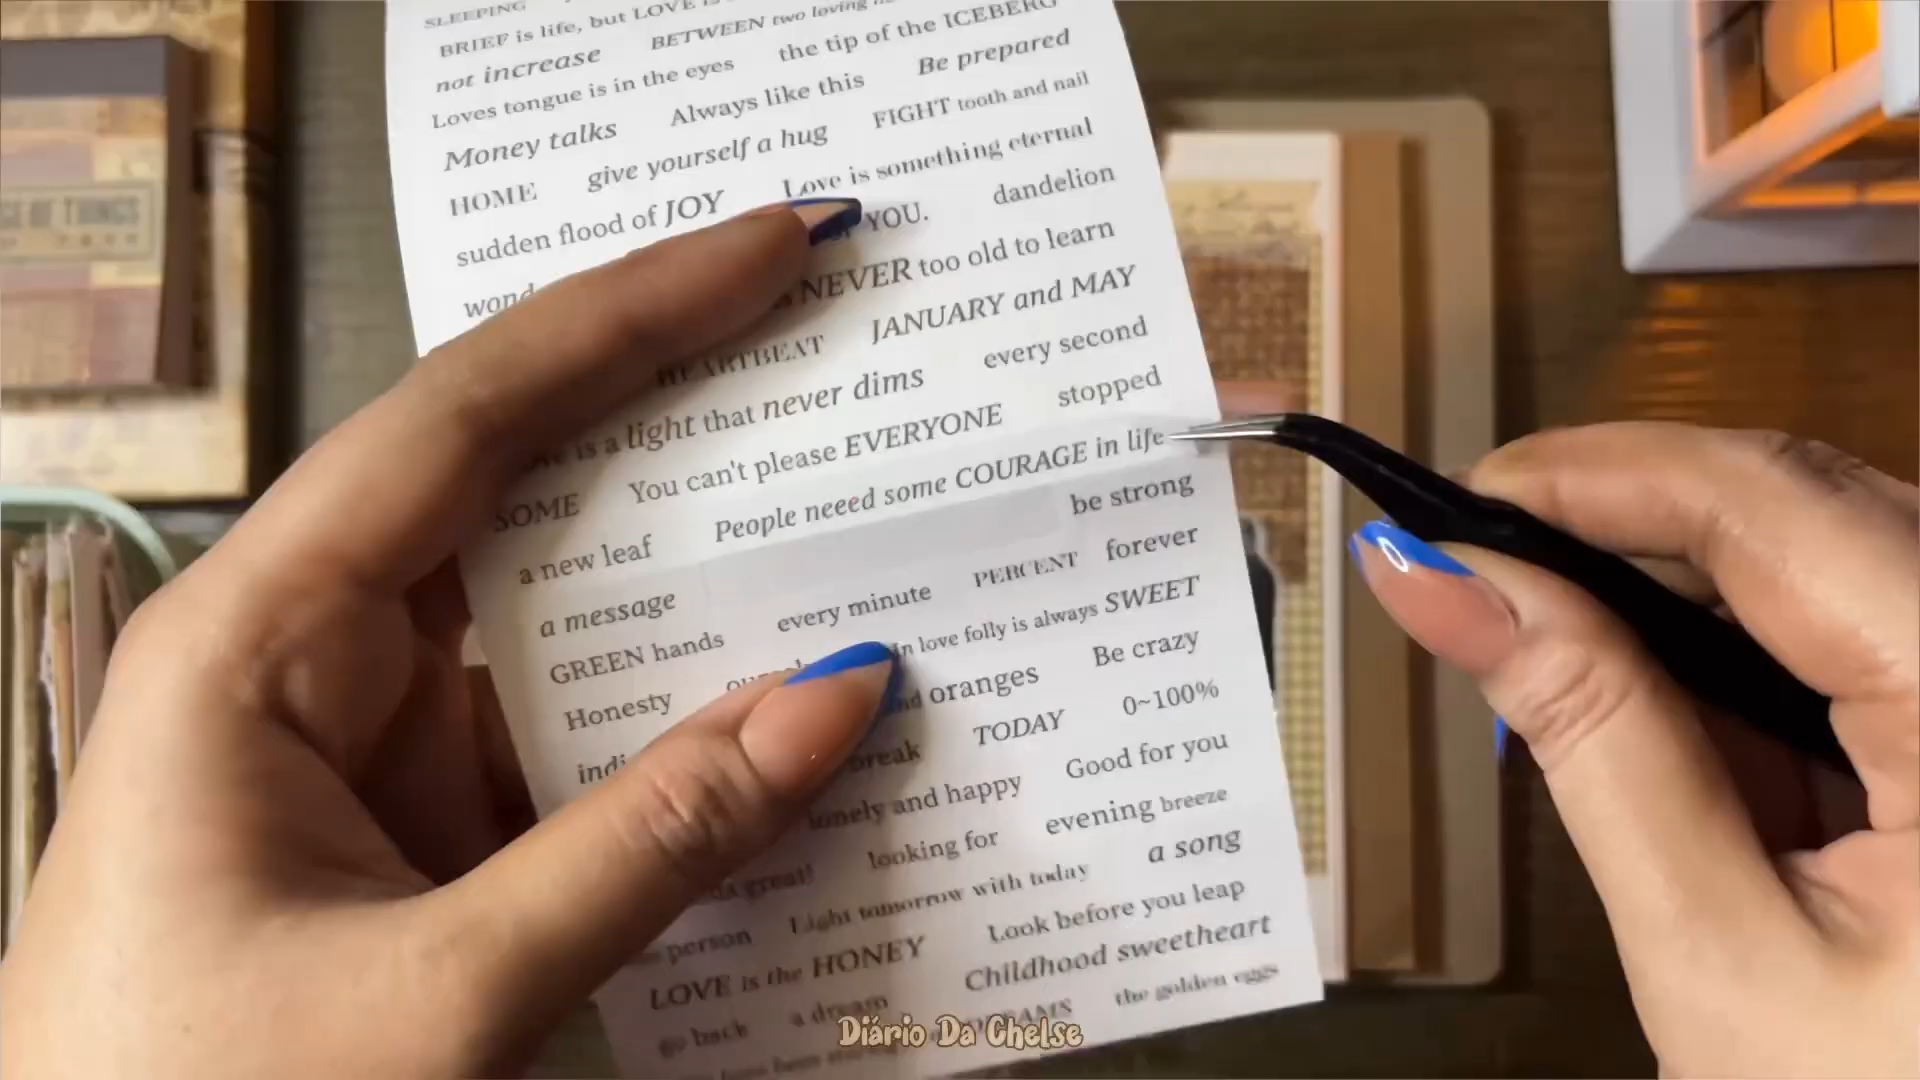 SLEEPING
BRIEF is life, but LOVE is
not increase BETWEEN two loving
Loves tongue is in the eyes the tip of the ICEBERG
Money talks Always like this Be prepared
HOME give yourself a hug FIGHT tooth and nail
sudden flood of JOY Love is something eternal
YOU. dandelion
NEVER too old to learn
HEARTBEAT JANUARY and MAY
is a light that never dims every second
SOME You can't please EVERYONE stopped
a new leaf People neeed some COURAGE in life
a message be strong
GREEN hands every minute PERCENT forever
Honesty In love folly is always SWEET
oranges Be crazy
break TODAY 0~100%
lonely and happy Good for you
great! looking for evening breeze
person Light tomorrow with today a song
LOVE is the HONEY Look before you leap
go back a dream Childhood sweetheart
the golden eggs
Diário Da Chelse